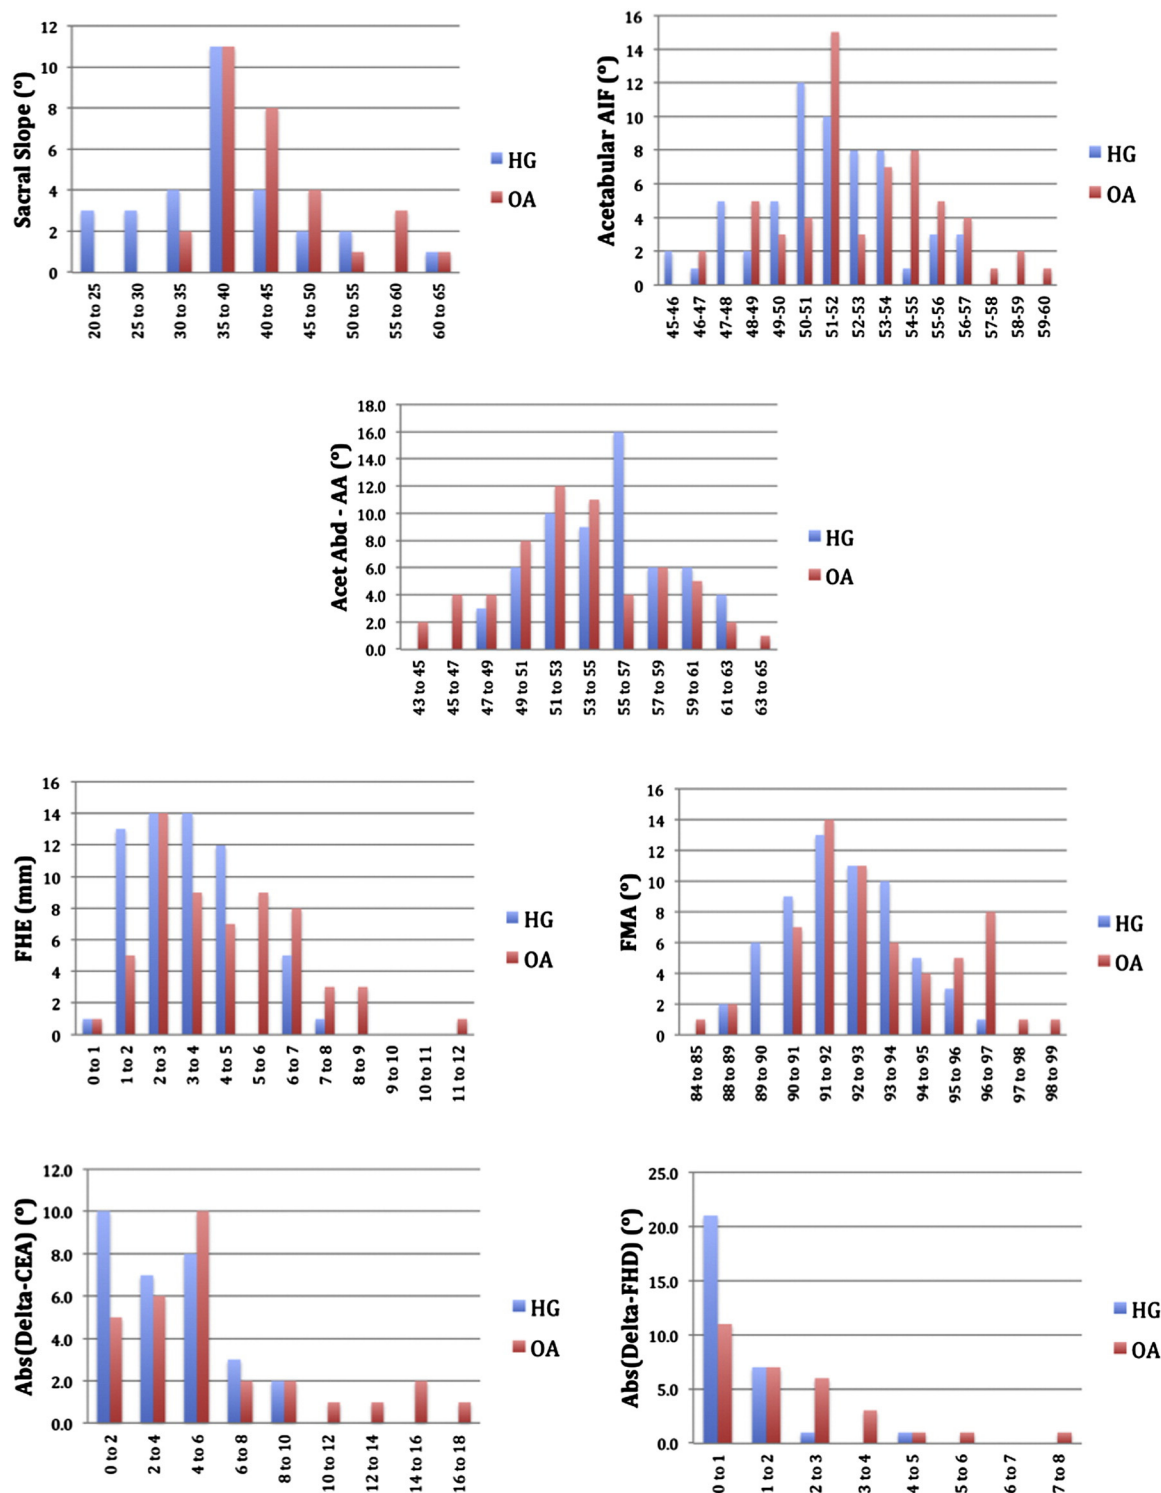 Sacral Slope (º)
12
10
8
6
4
2
0
20 to 25
25 to 30
30 to 35
35 to 40
40 to 45
45 to 50
50 to 55
55 to 60
60 to 65
HG
OA
Acetabular AIF (º)
16
14
12
10
8
6
4
2
0
45-46
46-47
47-48
48-49
49-50
50-51
51-52
52-53
53-54
54-55
55-56
56-57
57-58
58-59
59-60
HG
OA
Acet Abd - AA (º)
18.0
16.0
14.0
12.0
10.0
8.0
6.0
4.0
2.0
0.0
43 to 45
45 to 47
47 to 49
49 to 51
51 to 53
53 to 55
55 to 57
57 to 59
59 to 61
61 to 63
63 to 65
HG
OA
FHE (mm)
16
14
12
10
8
6
4
2
0
0 to 1
1 to 2
2 to 3
3 to 4
4 to 5
5 to 6
6 to 7
7 to 8
8 to 9
9 to 10
10 to 11
11 to 12
HG
OA
FMA (º)
16
14
12
10
8
6
4
2
0
84 to 85
88 to 89
89 to 90
90 to 91
91 to 92
92 to 93
93 to 94
94 to 95
95 to 96
96 to 97
97 to 98
98 to 99
HG
OA
Abs(Delta-CEA) (º)
12.0
10.0
8.0
6.0
4.0
2.0
0.0
0 to 2
2 to 4
4 to 6
6 to 8
8 to 10
10 to 12
12 to 14
14 to 16
16 to 18
HG
OA
Abs(Delta-FHD) (º)
25.0
20.0
15.0
10.0
5.0
0.0
0 to 1
1 to 2
2 to 3
3 to 4
4 to 5
5 to 6
6 to 7
7 to 8
HG
OA